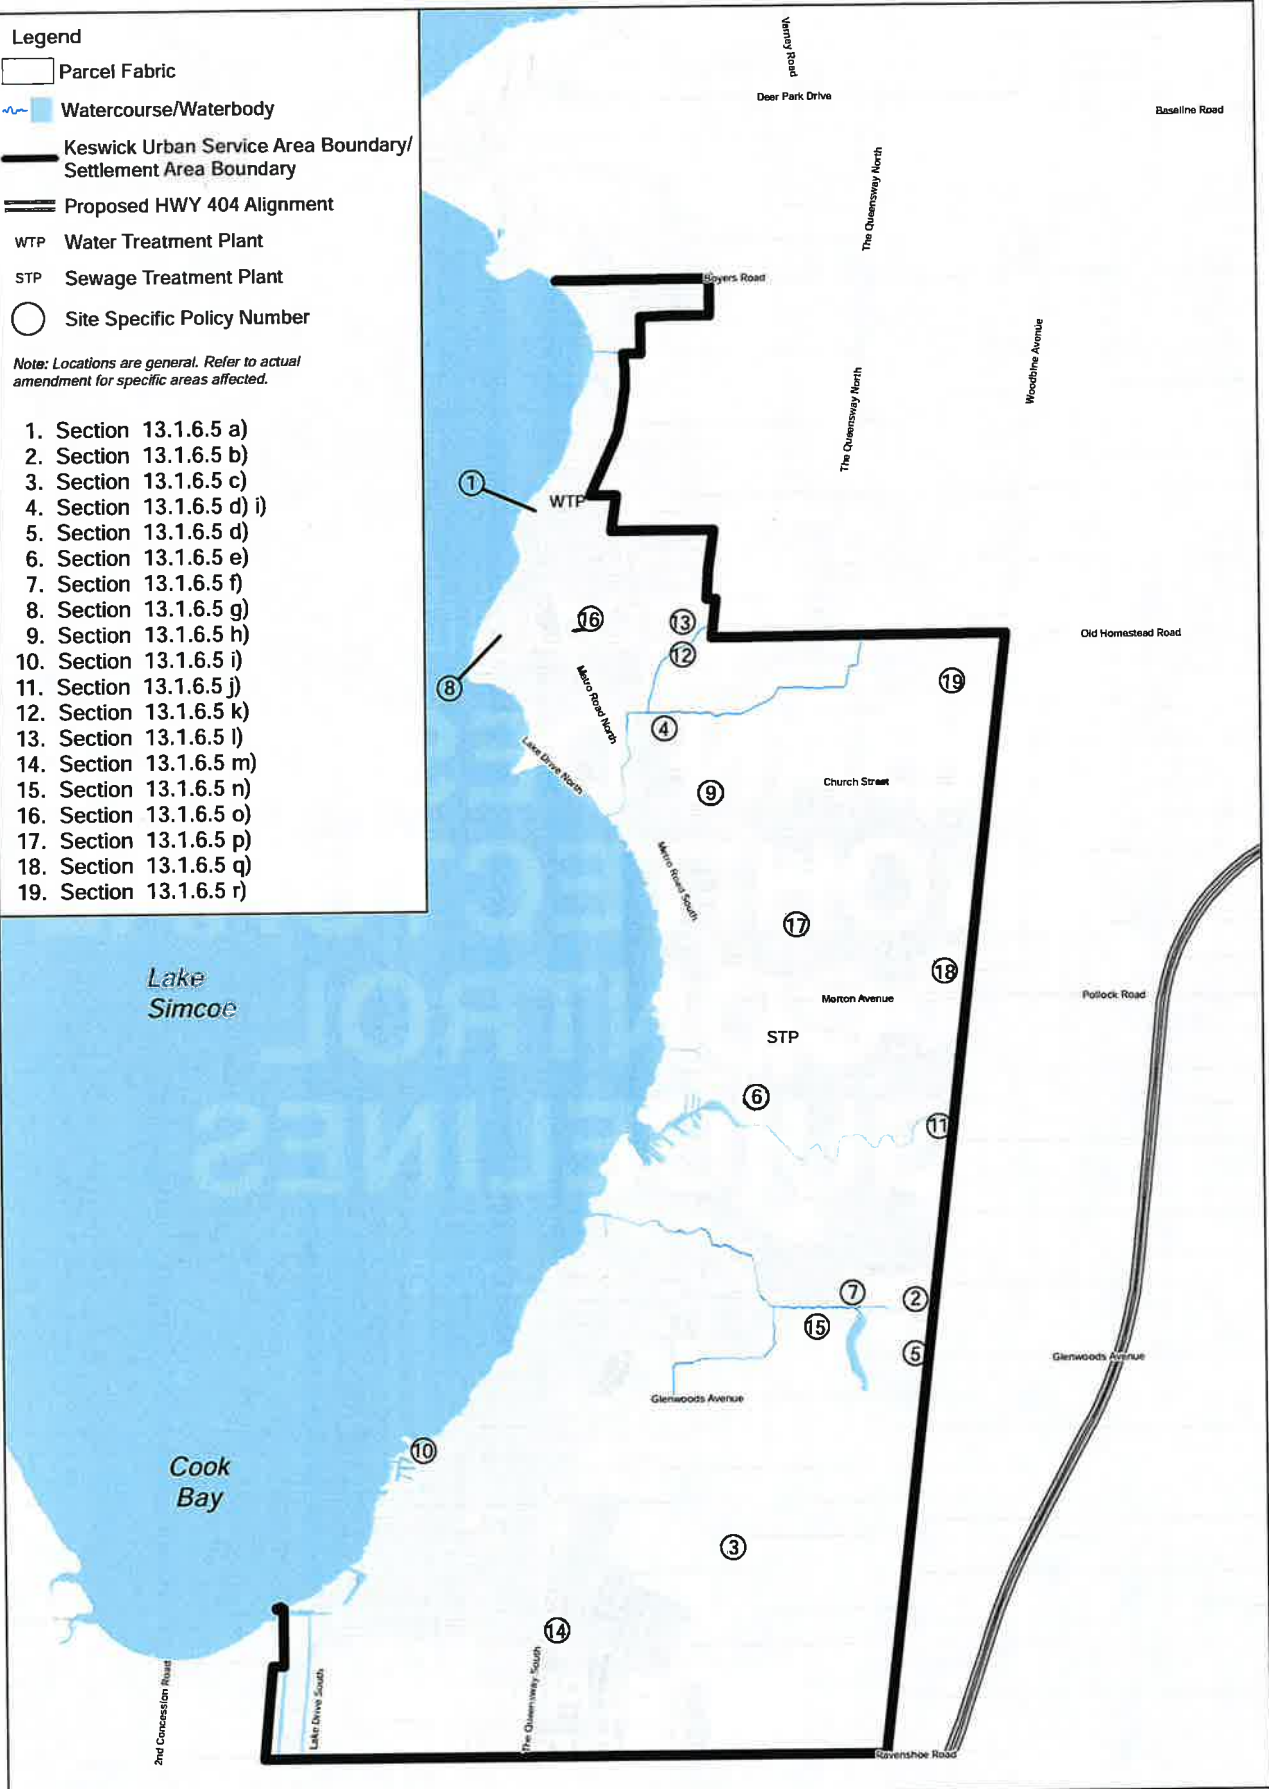 Legend
Parcel Fabric
Watercourse/Waterbody
Keswick Urban Service Area Boundary/
Settlement Area Boundary
Proposed HWY 404 Alignment
WTP Water Treatment Plant
STP Sewage Treatment Plant
Site Specific Policy Number
Note: Locations are general. Refer to actual
amendment for specific areas affected.
1. Section 13.1.6.5 a)
2. Section 13.1.6.5 b)
3. Section 13.1.6.5 c)
4. Section 13.1.6.5 d) i)
5. Section 13.1.6.5 d)
6. Section 13.1.6.5 e)
7. Section 13.1.6.5 f)
8. Section 13.1.6.5 g)
9. Section 13.1.6.5 h)
10. Section 13.1.6.5 i)
11. Section 13.1.6.5 j)
12. Section 13.1.6.5 k)
13. Section 13.1.6.5 l)
14. Section 13.1.6.5 m)
15. Section 13.1.6.5 n)
16. Section 13.1.6.5 o)
17. Section 13.1.6.5 p)
18. Section 13.1.6.5 q)
19. Section 13.1.6.5 r)
Varney Road
Deer Park Drive
Baseline Road
The Queensway North
Boyers Road
Woodbine Avenue
The Queensway North
1
WTP
16
13
12
Old Homestead Road
8
19
Metro Road North
4
Lake Drive North
9
Church Street
Metro Road South
17
18
Lake
Simcoe
Morton Avenue
Pollock Road
STP
6
11
7
2
15
5
Glenwoods Avenue
Glenwoods Avenue
10
Cook
Bay
3
14
2nd Concession Road
Lake Drive South
The Queensway South
Ravenshoe Road